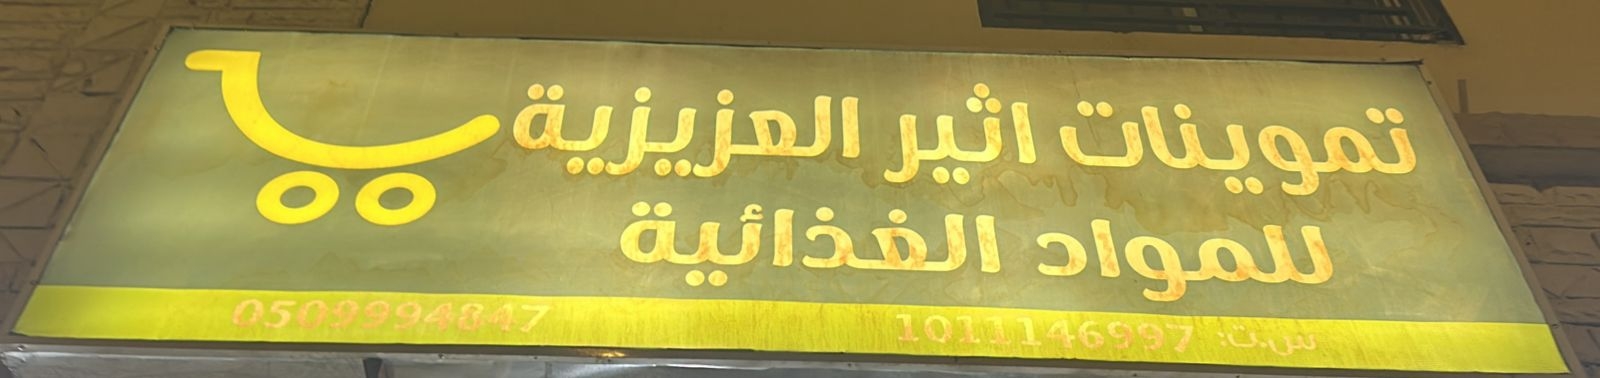 تموينات اثير العزيزية
للمواد الغذائية
س.ت: 1011146997 0509994847